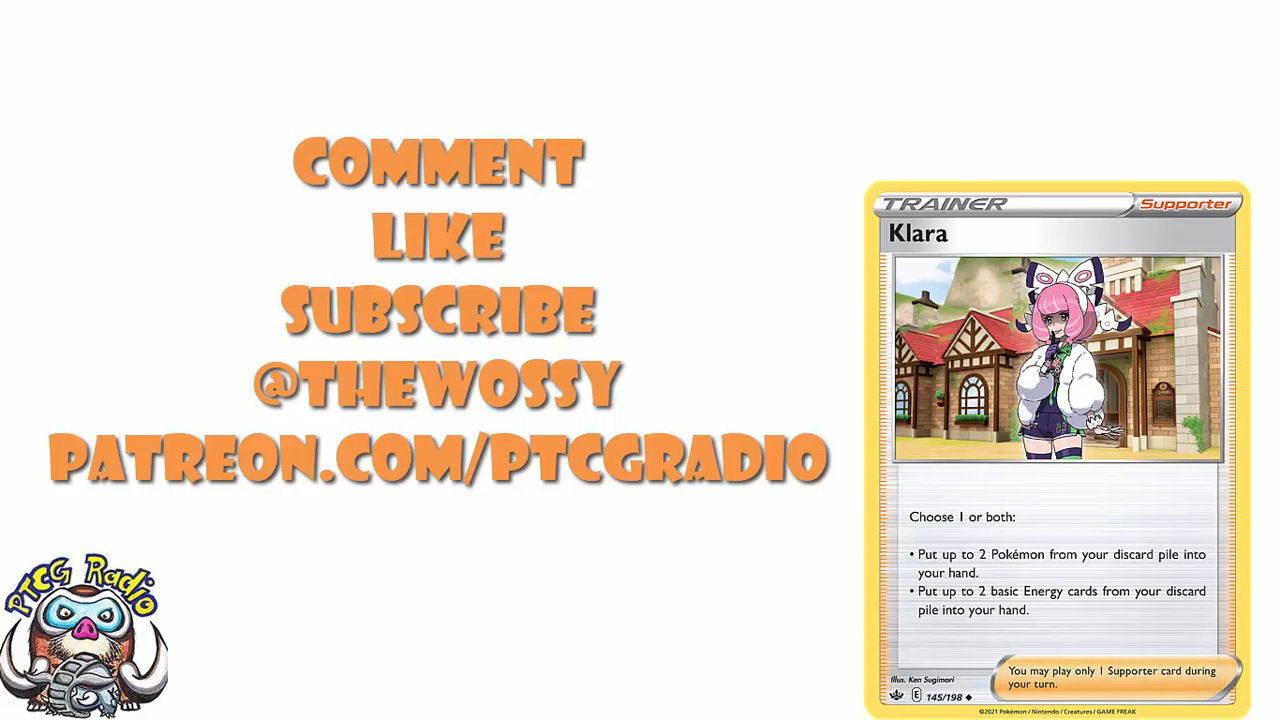 COMMENT
LIKE
SUBSCRIBE
@THEWOSSY
PATREON.COM/PTCGRADIO
PTCG Radio
TRAINER
Supporter
Klara
Choose 1 or both:
• Put up to 2 Pokémon from your discard pile into
your hand.
• Put up to 2 basic Energy cards from your discard
pile into your hand.
You may play only 1 Supporter card during
your turn.
Illus. Ken Sugimori
E
145/198
©2021 Pokémon / Nintendo / Creatures / GAME FREAK